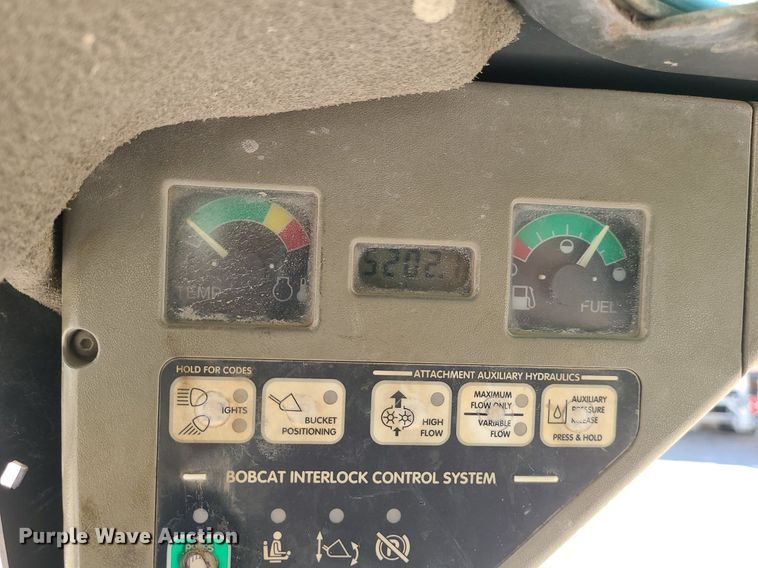 TEMP
5202.1
FUEL
HOLD FOR CODES
ATTACHMENT AUXILIARY HYDRAULICS
BUCKET
POSITIONING
HIGH
FLOW
MAXIMUM
FLOW ONLY
VARIABLE
FLOW
AUXILIARY
PRESSURE
RELEASE
PRESS & HOLD
BOBCAT INTERLOCK CONTROL SYSTEM
Purple Wave Auction